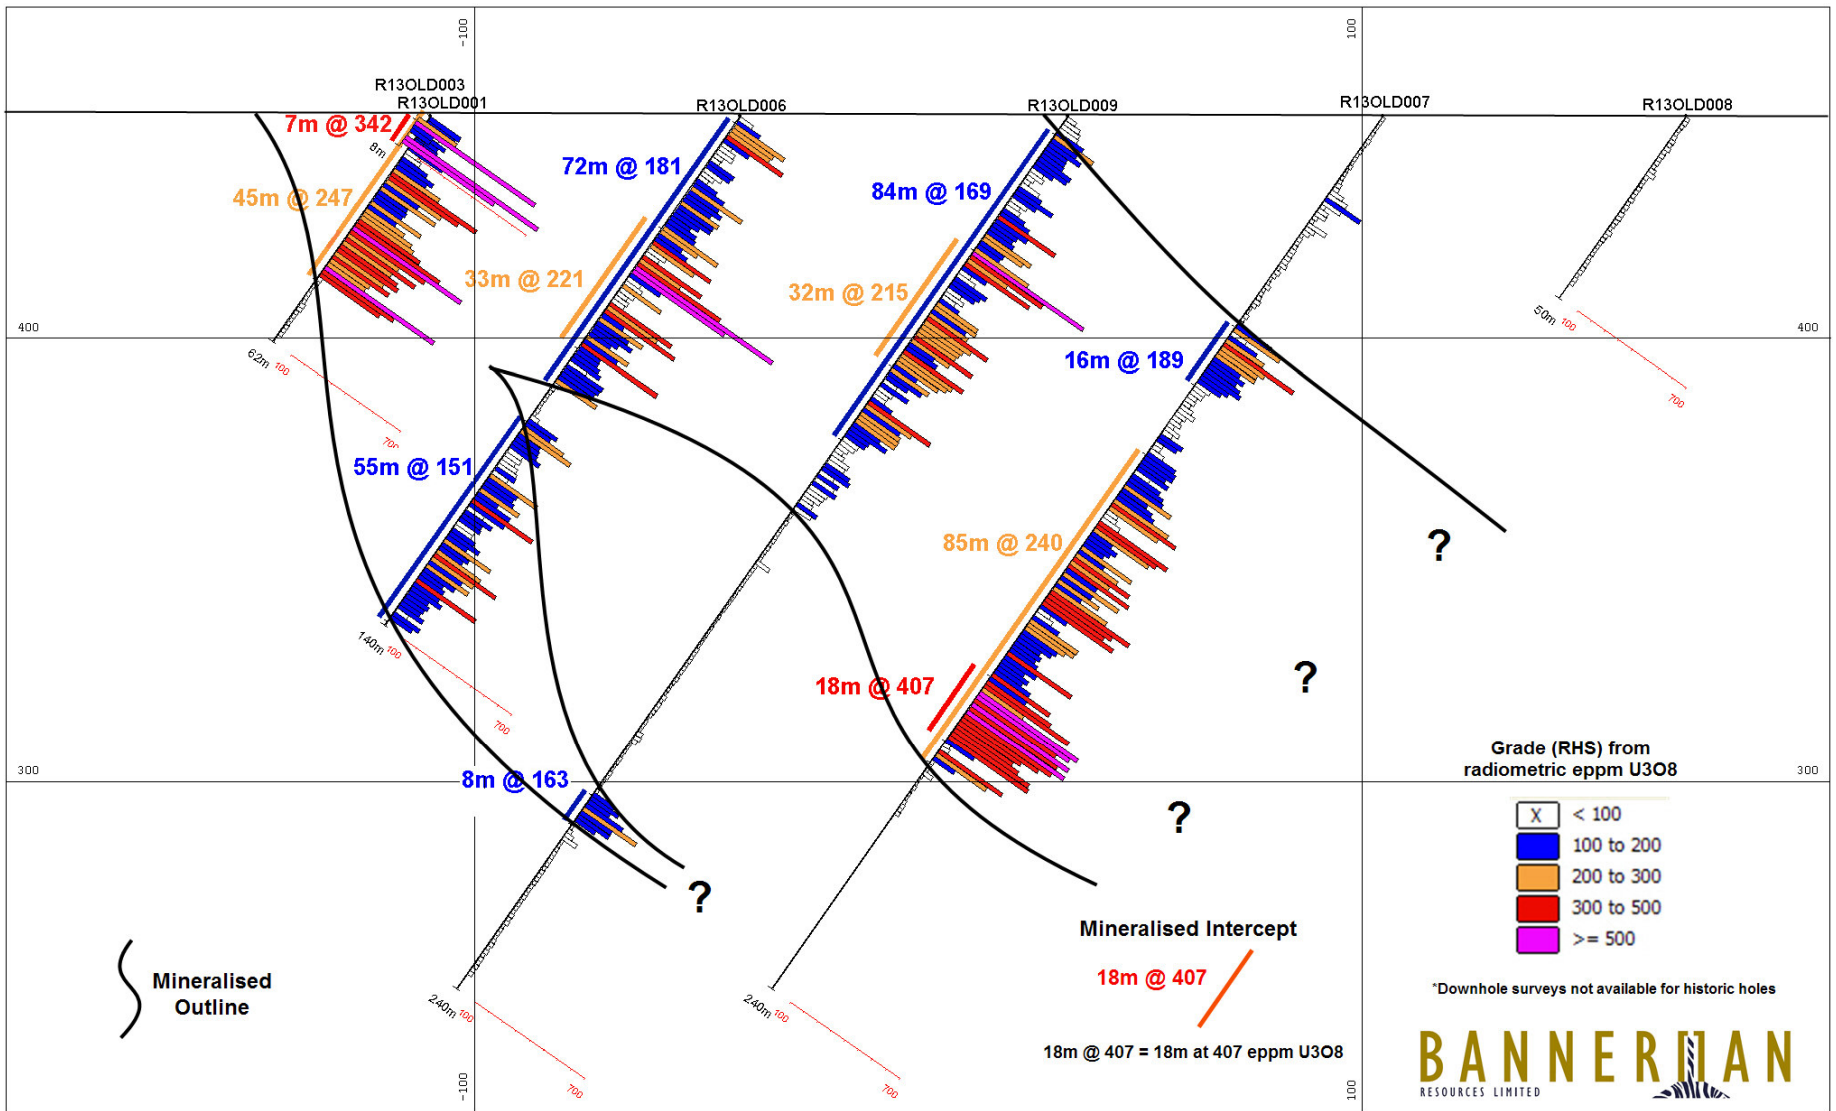 -100
100
R13OLD003
R13OLD001
R13OLD006
R13OLD009
R13OLD007
R13OLD008
7m @ 342
8m
72m @ 181
84m @ 169
45m @ 247
33m @ 221
32m @ 215
50m
100
700
400
400
62m
100
700
16m @ 189
55m @ 151
85m @ 240
?
140m
100
700
18m @ 407
?
300
300
8m @ 163
?
?
Grade (RHS) from
radiometric eppm U3O8
X < 100
100 to 200
200 to 300
300 to 500
>= 500
Mineralised Intercept
18m @ 407
18m @ 407 = 18m at 407 eppm U3O8
Mineralised
Outline
240m
100
700
240m
100
700
*Downhole surveys not available for historic holes
BANNERMAN
RESOURCES LIMITED
-100
100